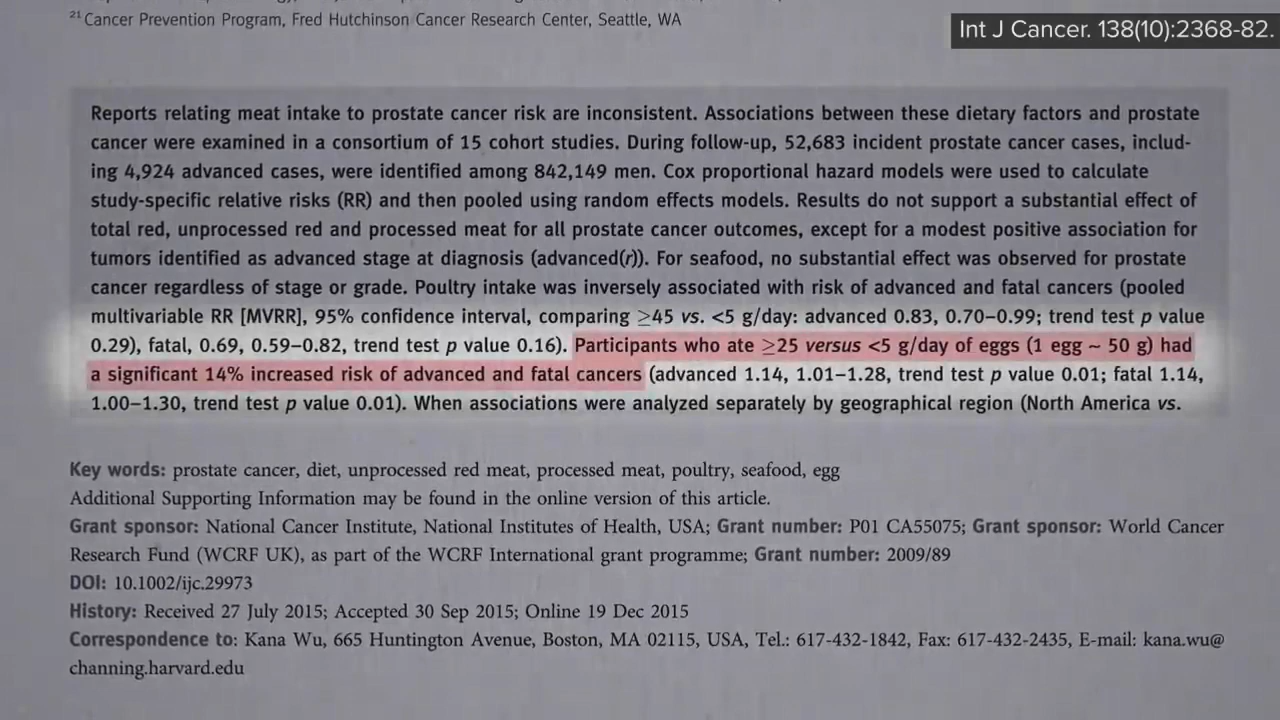 ²¹ Cancer Prevention Program, Fred Hutchinson Cancer Research Center, Seattle, WA
Int J Cancer. 138(10):2368-82.
Reports relating meat intake to prostate cancer risk are inconsistent. Associations between these dietary factors and prostate
cancer were examined in a consortium of 15 cohort studies. During follow-up, 52,683 incident prostate cancer cases, includ-
ing 4,924 advanced cases, were identified among 842,149 men. Cox proportional hazard models were used to calculate
study-specific relative risks (RR) and then pooled using random effects models. Results do not support a substantial effect of
total red, unprocessed red and processed meat for all prostate cancer outcomes, except for a modest positive association for
tumors identified as advanced stage at diagnosis (advanced(r)). For seafood, no substantial effect was observed for prostate
cancer regardless of stage or grade. Poultry intake was inversely associated with risk of advanced and fatal cancers (pooled
multivariable RR [MVRR], 95% confidence interval, comparing ≥45 vs. <5 g/day: advanced 0.83, 0.70–0.99; trend test p value
0.29), fatal, 0.69, 0.59–0.82, trend test p value 0.16). Participants who ate ≥25 versus <5 g/day of eggs (1 egg ~ 50 g) had
a significant 14% increased risk of advanced and fatal cancers (advanced 1.14, 1.01–1.28, trend test p value 0.01; fatal 1.14,
1.00–1.30, trend test p value 0.01). When associations were analyzed separately by geographical region (North America vs.
Key words: prostate cancer, diet, unprocessed red meat, processed meat, poultry, seafood, egg
Additional Supporting Information may be found in the online version of this article.
Grant sponsor: National Cancer Institute, National Institutes of Health, USA; Grant number: P01 CA55075; Grant sponsor: World Cancer
Research Fund (WCRF UK), as part of the WCRF International grant programme; Grant number: 2009/89
DOI: 10.1002/ijc.29973
History: Received 27 July 2015; Accepted 30 Sep 2015; Online 19 Dec 2015
Correspondence to: Kana Wu, 665 Huntington Avenue, Boston, MA 02115, USA, Tel.: 617-432-1842, Fax: 617-432-2435, E-mail: kana.wu@
channing.harvard.edu